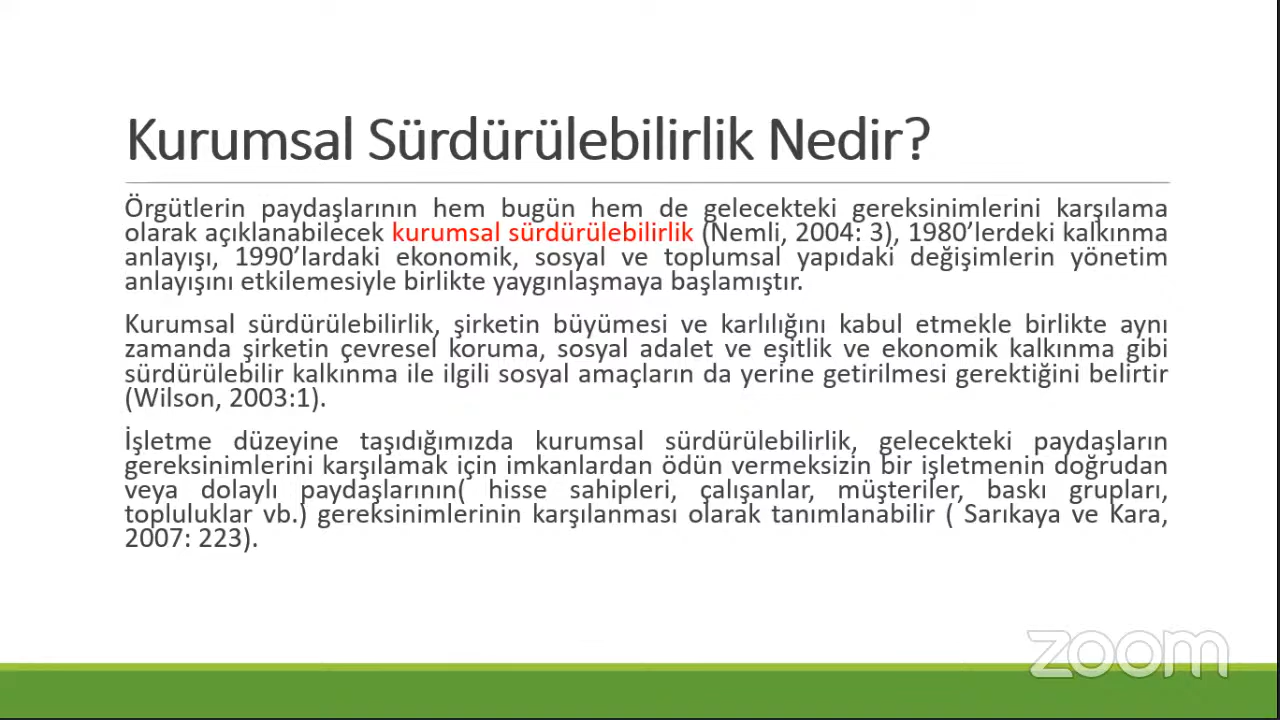 Kurumsal Sürdürülebilirlik Nedir?
Örgütlerin paydaşlarının hem bugün hem de gelecekteki gereksinimlerini karşılama
olarak açıklanabilecek kurumsal sürdürülebilirlik (Nemli, 2004: 3), 1980’lerdeki kalkınma
anlayışı, 1990’lardaki ekonomik, sosyal ve toplumsal yapıdaki değişimlerin yönetim
anlayışını etkilemesiyle birlikte yaygınlaşmaya başlamıştır.
Kurumsal sürdürülebilirlik, şirketin büyümesi ve karlılığını kabul etmekle birlikte aynı
zamanda şirketin çevresel koruma, sosyal adalet ve eşitlik ve ekonomik kalkınma gibi
sürdürülebilir kalkınma ile ilgili sosyal amaçların da yerine getirilmesi gerektiğini belirtir
(Wilson, 2003:1).
İşletme düzeyine taşıdığımızda kurumsal sürdürülebilirlik, gelecekteki paydaşların
gereksinimlerini karşılamak için imkanlardan ödün vermeksizin bir işletmenin doğrudan
veya dolaylı paydaşlarının( hisse sahipleri, çalışanlar, müşteriler, baskı grupları,
topluluklar vb.) gereksinimlerinin karşılanması olarak tanımlanabilir ( Sarıkaya ve Kara,
2007: 223).
zoom